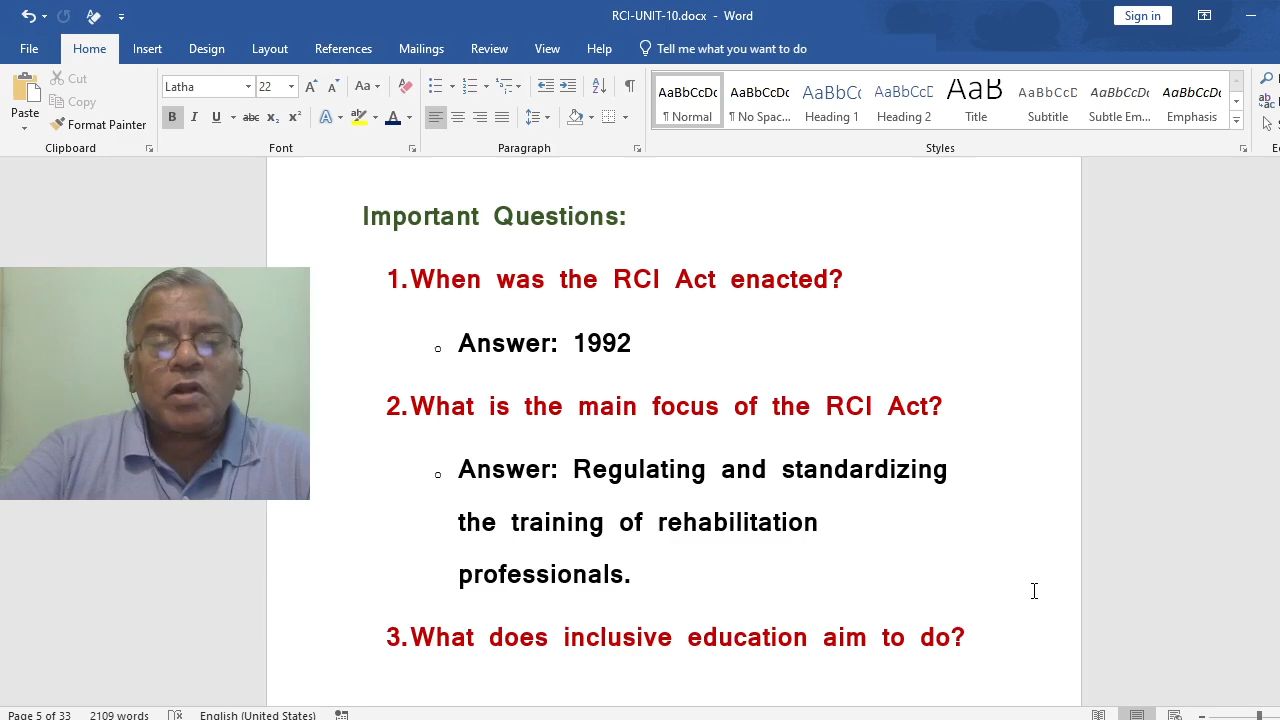 RCI-UNIT-10.docx - Word
Sign in
File Home Insert Design Layout References Mailings Review View Help Tell me what you want to do
Paste
Cut
Copy
Format Painter
Latha 22
AaBbCcDc AaBbCcDc AaBbCc AaBbCcD AaB AaBbCcD AaBbCcDc AaBbCcDc
¶ Normal ¶ No Spac... Heading 1 Heading 2 Title Subtitle Subtle Em... Emphasis
Clipboard Font Paragraph Styles
Important Questions:
1.When was the RCI Act enacted?
Answer: 1992
2.What is the main focus of the RCI Act?
Answer: Regulating and standardizing
the training of rehabilitation
professionals.
3.What does inclusive education aim to do?
Page 5 of 33 2109 words English (United States)